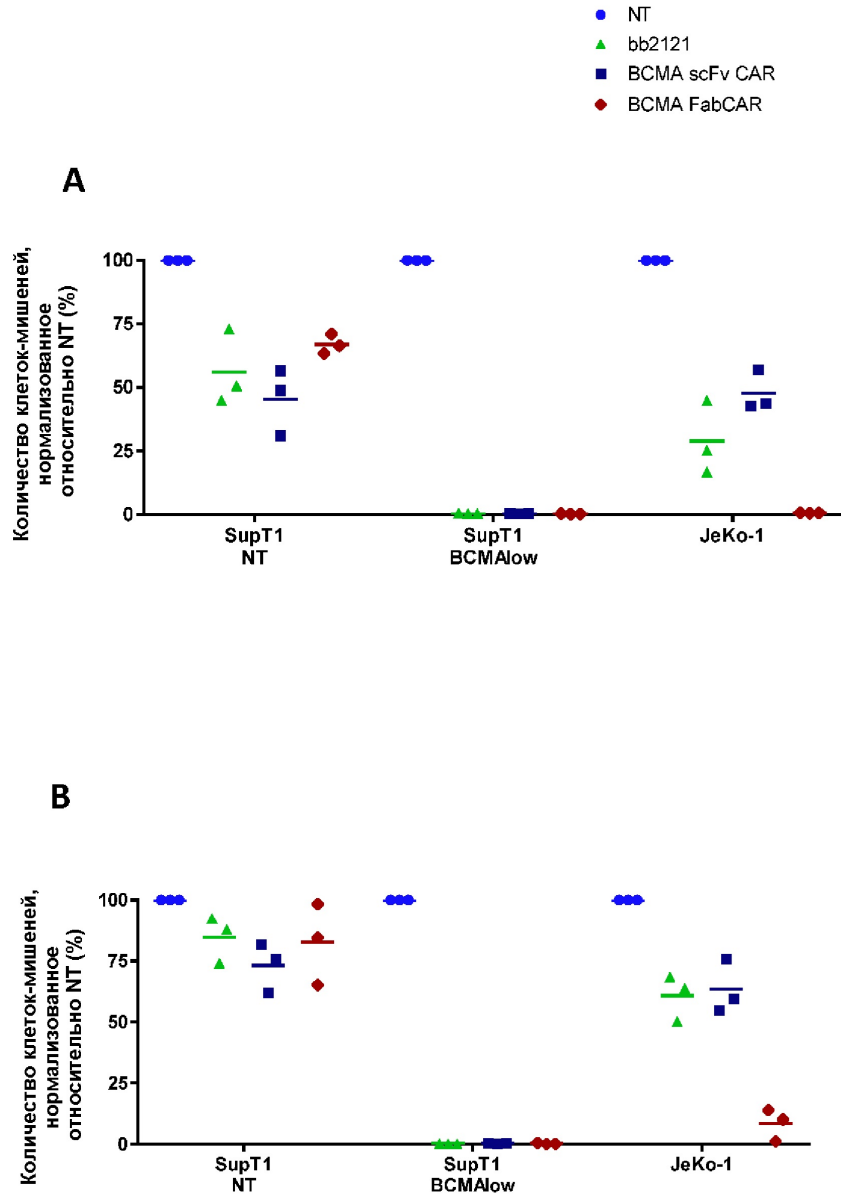 NT
bb2121
BCMA scFv CAR
BCMA FabCAR
A
Количество клеток-мишеней,
нормализованное
относительно NT (%)
100
75
50
25
0
SupT1
NT
SupT1
BCMAlow
JeKo-1
B
Количество клеток-мишеней,
нормализованное
относительно NT (%)
100
75
50
25
0
SupT1
NT
SupT1
BCMAlow
JeKo-1